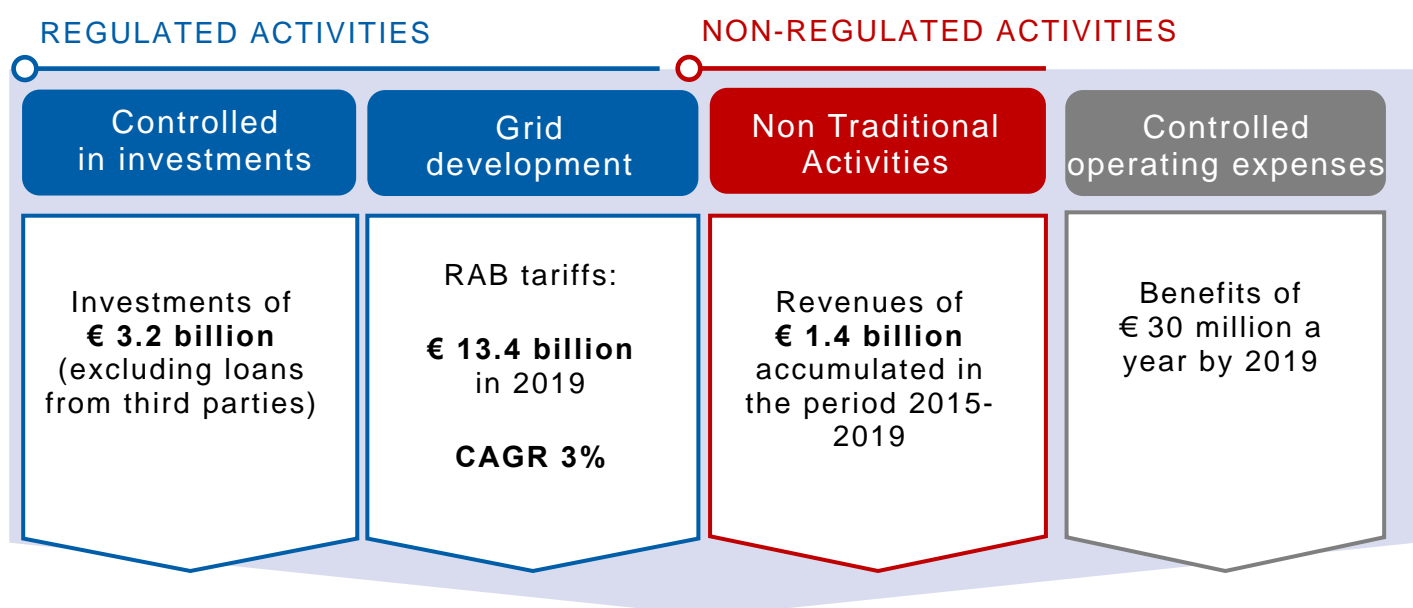 REGULATED ACTIVITIES
NON-REGULATED ACTIVITIES
Controlled
in investments
Grid
development
Non Traditional
Activities
Controlled
operating expenses
Investments of
€ 3.2 billion
(excluding loans
from third parties)
RAB tariffs:
€ 13.4 billion
in 2019
CAGR 3%
Revenues of
€ 1.4 billion
accumulated in
the period 2015-
2019
Benefits of
€ 30 million a
year by 2019